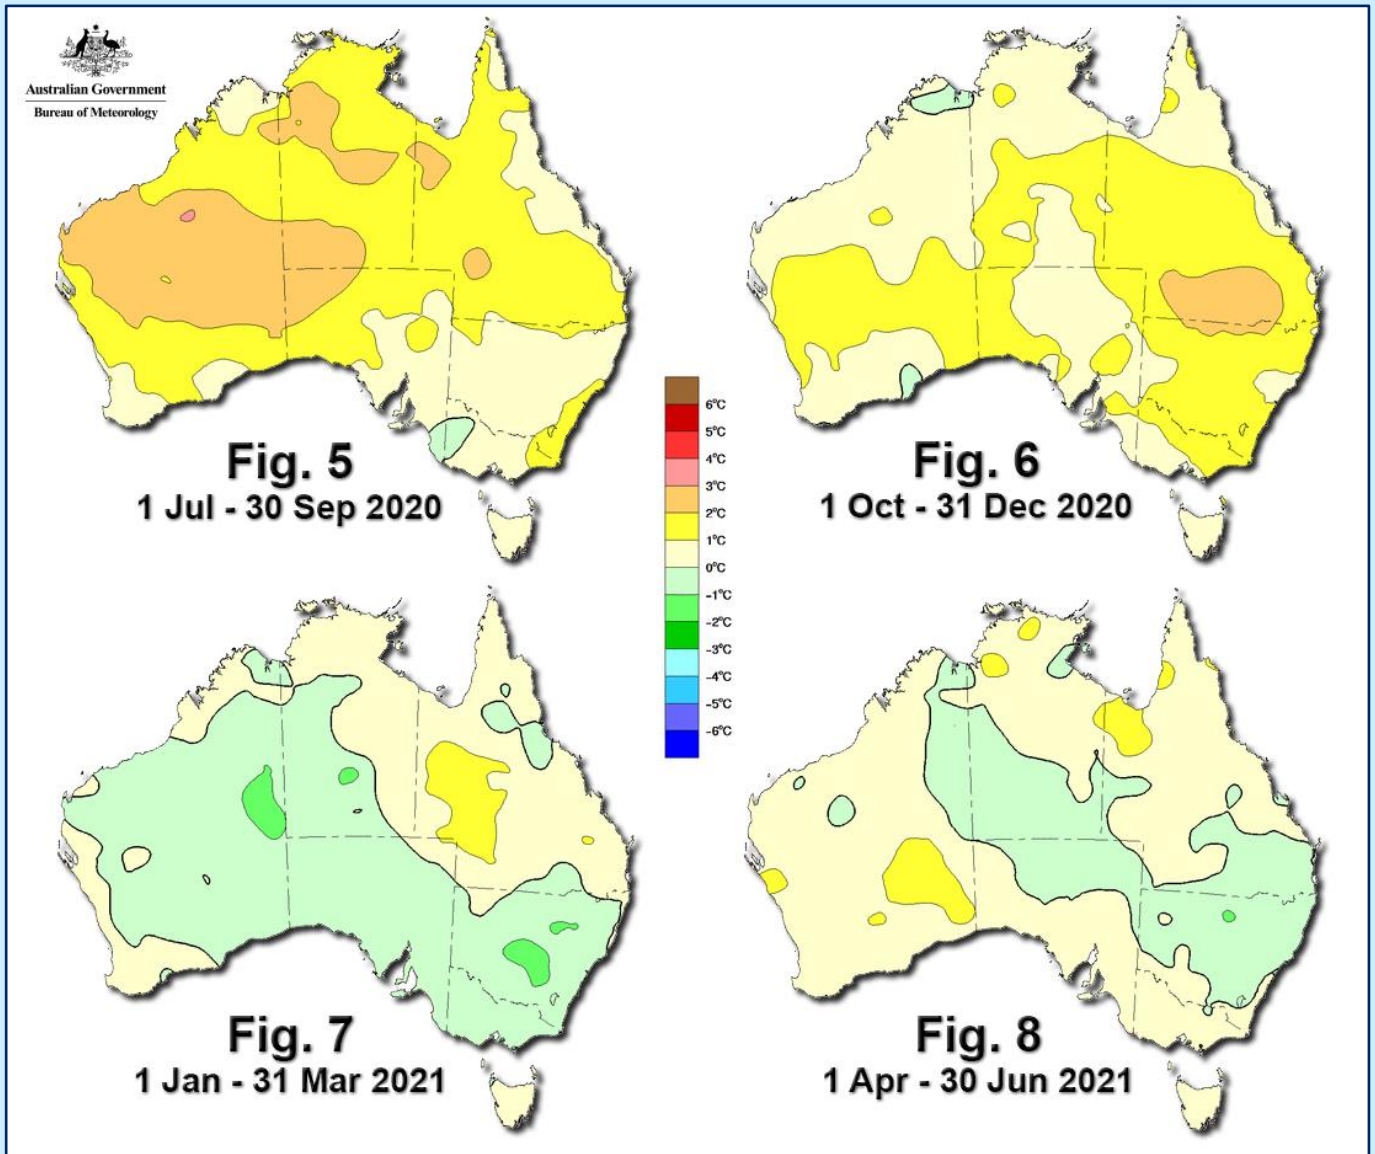 Australian Government
Bureau of Meteorology
Fig. 5
1 Jul - 30 Sep 2020
Fig. 6
1 Oct - 31 Dec 2020
6°C
5°C
4°C
3°C
2°C
1°C
0°C
-1°C
-2°C
-3°C
-4°C
-5°C
-6°C
Fig. 7
1 Jan - 31 Mar 2021
Fig. 8
1 Apr - 30 Jun 2021